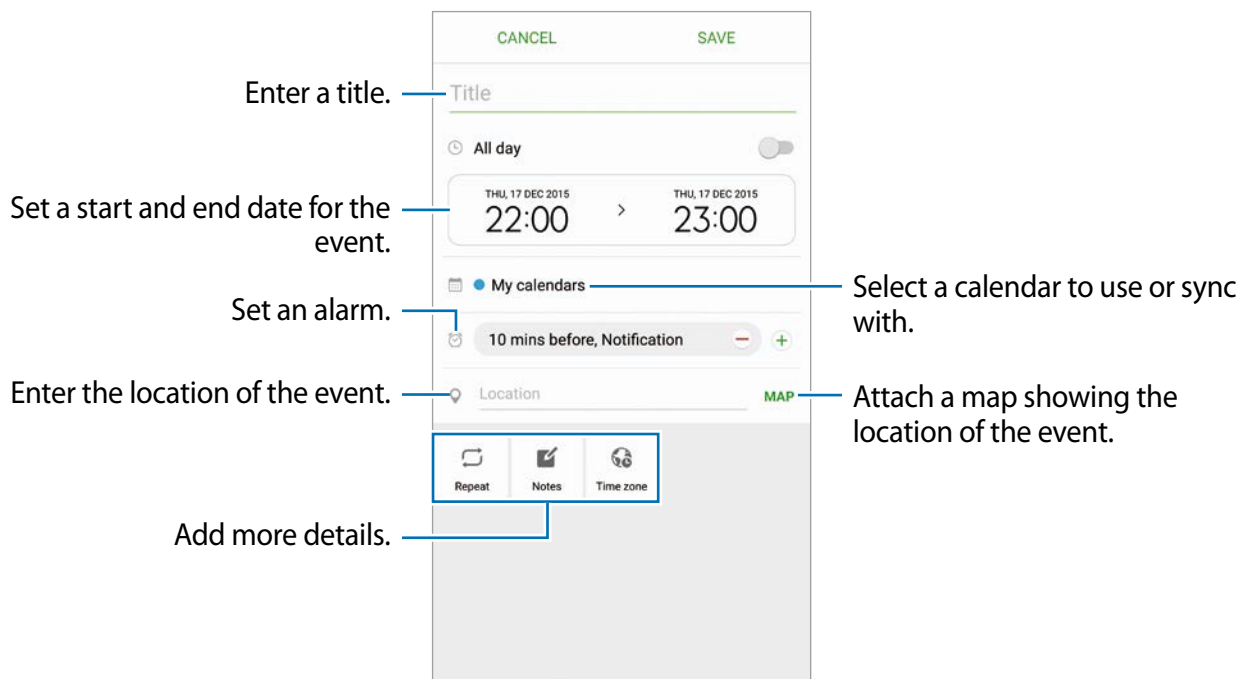 CANCEL SAVE
Enter a title.
Title
All day
Set a start and end date for the
event.
THU, 17 DEC 2015 THU, 17 DEC 2015
22:00 > 23:00
My calendars
Select a calendar to use or sync
with.
Set an alarm.
10 mins before, Notification
Enter the location of the event.
Location
MAP
Attach a map showing the
location of the event.
Repeat Notes Time zone
Add more details.